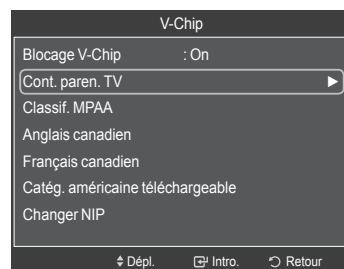 V-Chip
Blocage V-Chip : On
Cont. paren. TV
Classif. MPAA
Anglais canadien
Français canadien
Catég. américaine téléchargeable
Changer NIP
Dépl. Intro. Retour